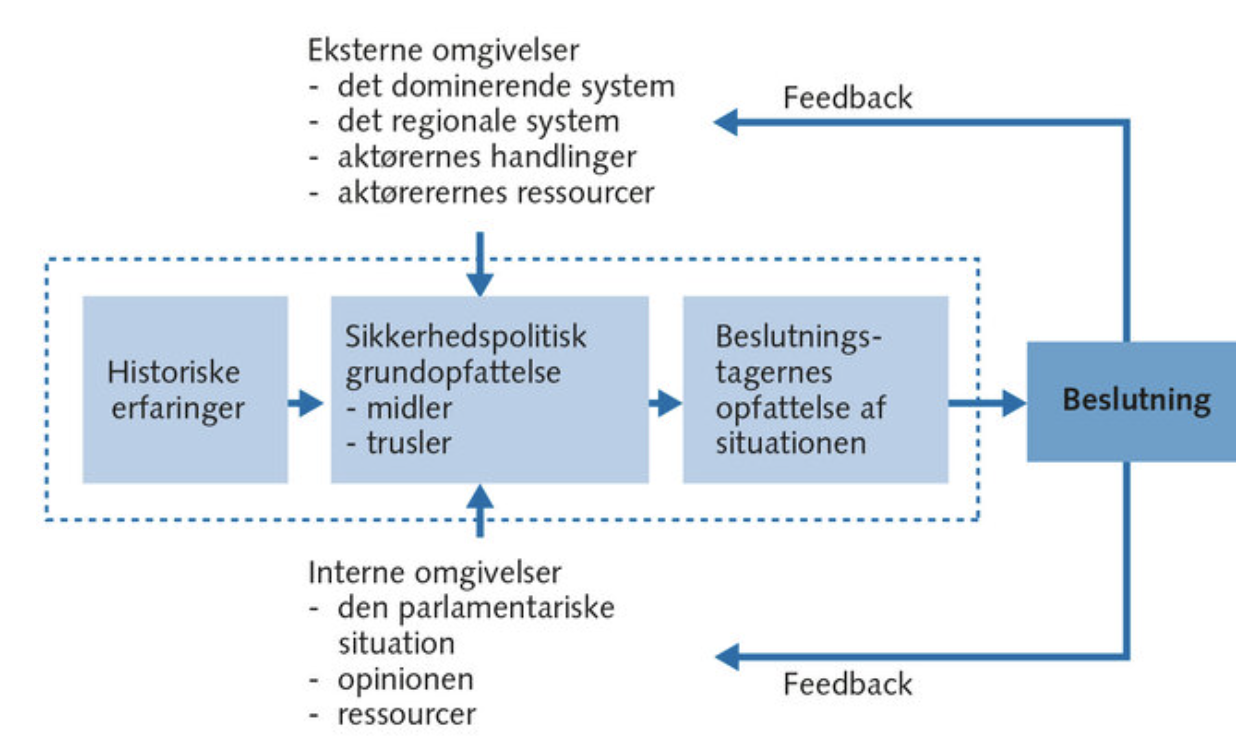 Eksterne omgivelser
- det dominerende system
- det regionale system
- aktørernes handlinger
- aktørerernes ressourcer
Feedback
Historiske
erfaringer
Sikkerhedspolitisk
grundopfattelse
- midler
- trusler
Beslutnings-
tagernes
opfattelse af
situationen
Beslutning
Interne omgivelser
- den parlamentariske
situation
- opinionen
- ressourcer
Feedback